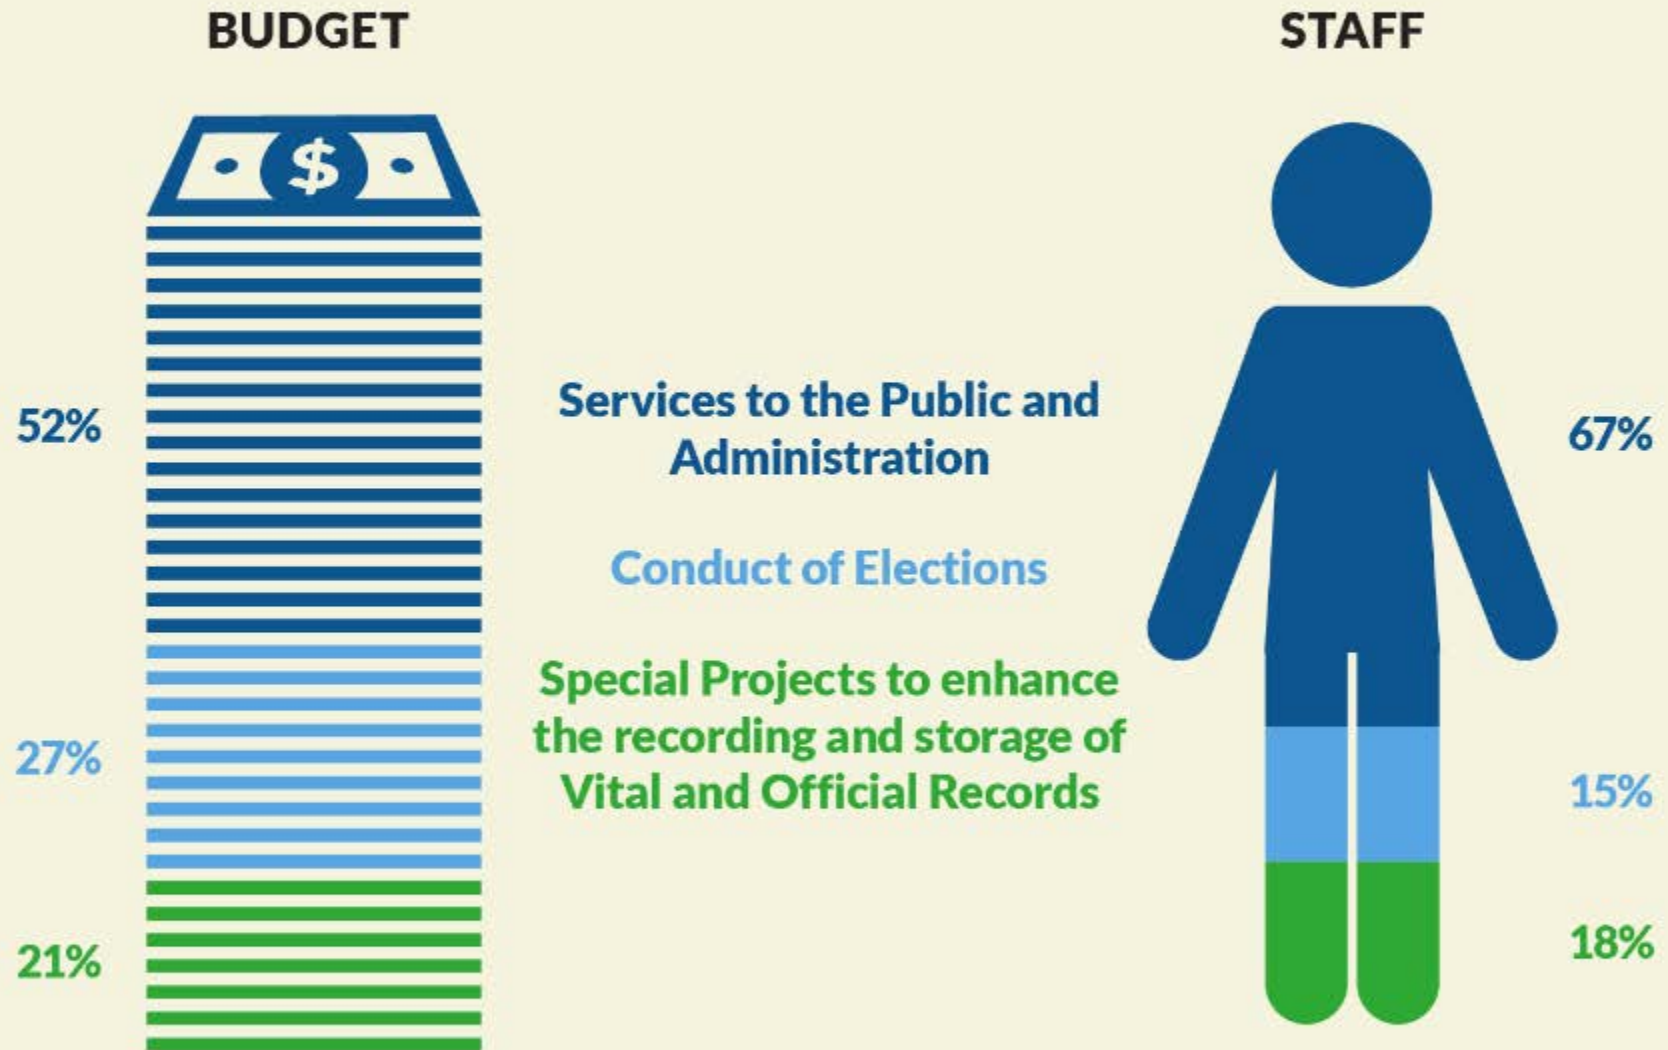 BUDGET
STAFF
$
52%
Services to the Public and
Administration
67%
Conduct of Elections
Special Projects to enhance
the recording and storage of
Vital and Official Records
27%
15%
21%
18%